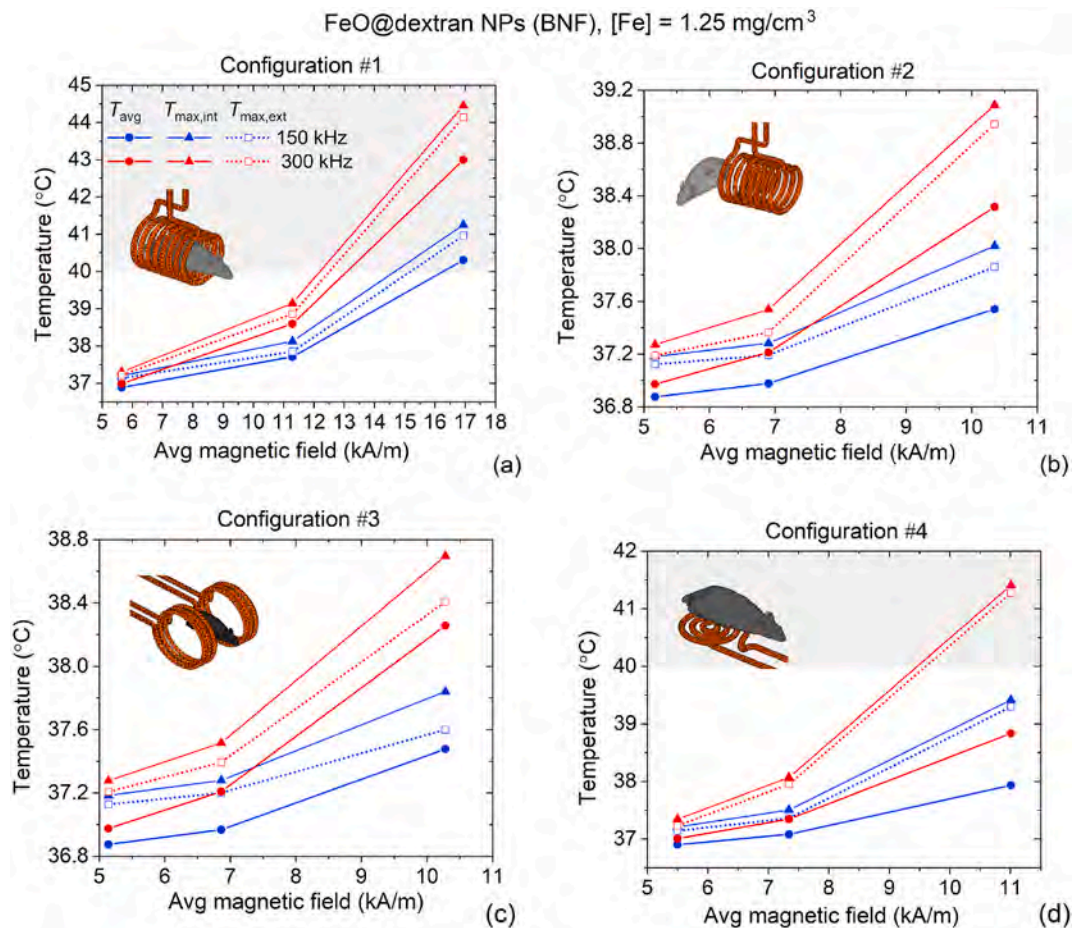 FeO@dextran NPs (BNF), [Fe] = 1.25 mg/cm³
Configuration #1
T_avg T_max,int T_max,ext
150 kHz
300 kHz
Temperature (°C)
45
44
43
42
41
40
39
38
37
5 6 7 8 9 10 11 12 13 14 15 16 17 18
Avg magnetic field (kA/m)
(a)
Configuration #2
Temperature (°C)
39.2
38.8
38.4
38.0
37.6
37.2
36.8
5 6 7 8 9 10 11
Avg magnetic field (kA/m)
(b)
Configuration #3
Temperature (°C)
38.8
38.4
38.0
37.6
37.2
36.8
5 6 7 8 9 10 11
Avg magnetic field (kA/m)
(c)
Configuration #4
Temperature (°C)
42
41
40
39
38
37
5 6 7 8 9 10 11
Avg magnetic field (kA/m)
(d)